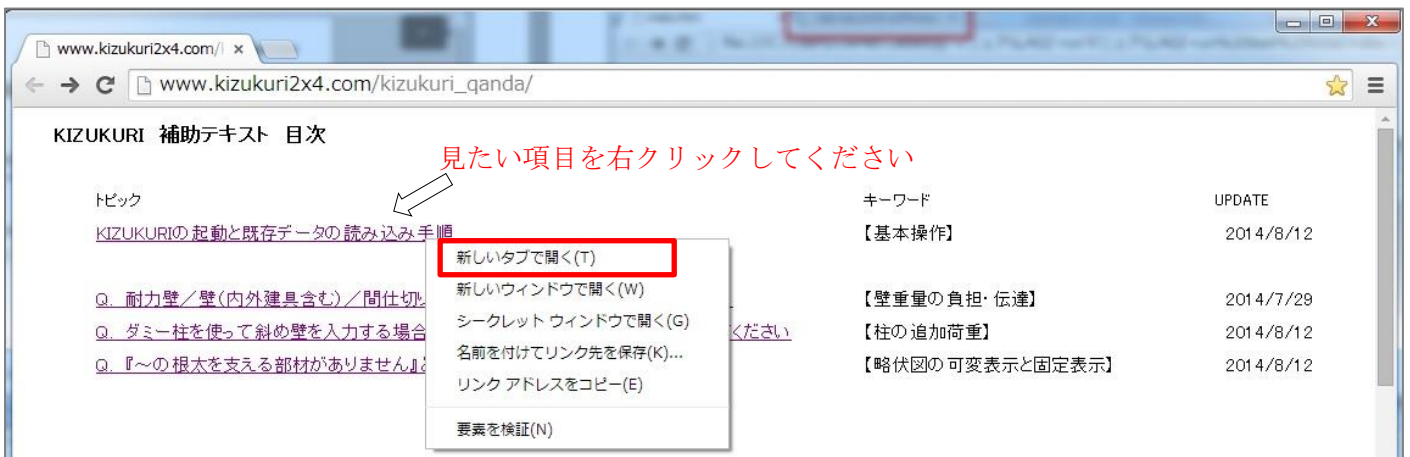 www.kizukuri2x4.com/
www.kizukuri2x4.com/kizukuri_qanda/
KIZUKURI 補助テキスト 目次
見たい項目を右クリックしてください
トピック キーワード UPDATE
KIZUKURIの起動と既存データの読み込み手順 【基本操作】 2014/8/12
新しいタブで開く(T)
新しいウィンドウで開く(W)
シークレット ウィンドウで開く(G)
名前を付けてリンク先を保存(K)...
リンク アドレスをコピー(E)
要素を検証(N)
Q. 耐力壁/壁(内外建具含む)/間仕切 【壁重量の負担・伝達】 2014/7/29
Q. ダミー柱を使って斜め壁を入力する場合 ください 【柱の追加荷重】 2014/8/12
Q. 『~の根太を支える部材がありません』 【略伏図の可変表示と固定表示】 2014/8/12